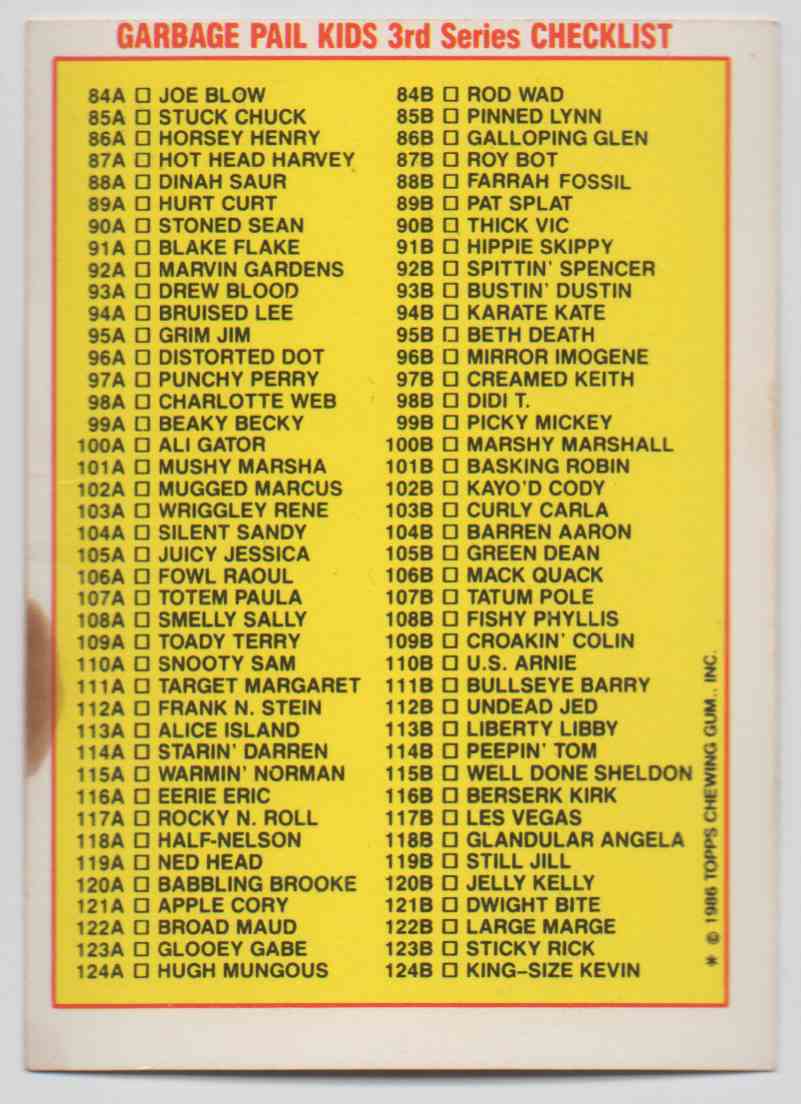 GARBAGE PAIL KIDS 3rd Series CHECKLIST
84A □ JOE BLOW 84B □ ROD WAD
85A □ STUCK CHUCK 85B □ PINNED LYNN
86A □ HORSEY HENRY 86B □ GALLOPING GLEN
87A □ HOT HEAD HARVEY 87B □ ROY BOT
88A □ DINAH SAUR 88B □ FARRAH FOSSIL
89A □ HURT CURT 89B □ PAT SPLAT
90A □ STONED SEAN 90B □ THICK VIC
91A □ BLAKE FLAKE 91B □ HIPPIE SKIPPY
92A □ MARVIN GARDENS 92B □ SPITTIN' SPENCER
93A □ DREW BLOOD 93B □ BUSTIN' DUSTIN
94A □ BRUISED LEE 94B □ KARATE KATE
95A □ GRIM JIM 95B □ BETH DEATH
96A □ DISTORTED DOT 96B □ MIRROR IMOGENE
97A □ PUNCHY PERRY 97B □ CREAMED KEITH
98A □ CHARLOTTE WEB 98B □ DIDI T.
99A □ BEAKY BECKY 99B □ PICKY MICKEY
100A □ ALI GATOR 100B □ MARSHY MARSHALL
101A □ MUSHY MARSHA 101B □ BASKING ROBIN
102A □ MUGGED MARCUS 102B □ KAYO'D CODY
103A □ WRIGGLEY RENE 103B □ CURLY CARLA
104A □ SILENT SANDY 104B □ BARREN AARON
105A □ JUICY JESSICA 105B □ GREEN DEAN
106A □ FOWL RAOUL 106B □ MACK QUACK
107A □ TOTEM PAULA 107B □ TATUM POLE
108A □ SMELLY SALLY 108B □ FISHY PHYLLIS
109A □ TOADY TERRY 109B □ CROAKIN' COLIN
110A □ SNOOTY SAM 110B □ U.S. ARNIE
111A □ TARGET MARGARET 111B □ BULLSEYE BARRY
112A □ FRANK N. STEIN 112B □ UNDEAD JED
113A □ ALICE ISLAND 113B □ LIBERTY LIBBY
114A □ STARIN' DARREN 114B □ PEEPIN' TOM
115A □ WARMIN' NORMAN 115B □ WELL DONE SHELDON
116A □ EERIE ERIC 116B □ BERSERK KIRK
117A □ ROCKY N. ROLL 117B □ LES VEGAS
118A □ HALF-NELSON 118B □ GLANDULAR ANGELA
119A □ NED HEAD 119B □ STILL JILL
120A □ BABBLING BROOKE 120B □ JELLY KELLY
121A □ APPLE CORY 121B □ DWIGHT BITE
122A □ BROAD MAUD 122B □ LARGE MARGE
123A □ GLOOEY GABE 123B □ STICKY RICK
124A □ HUGH MUNGOUS 124B □ KING-SIZE KEVIN
* © 1986 TOPPS CHEWING GUM., INC.